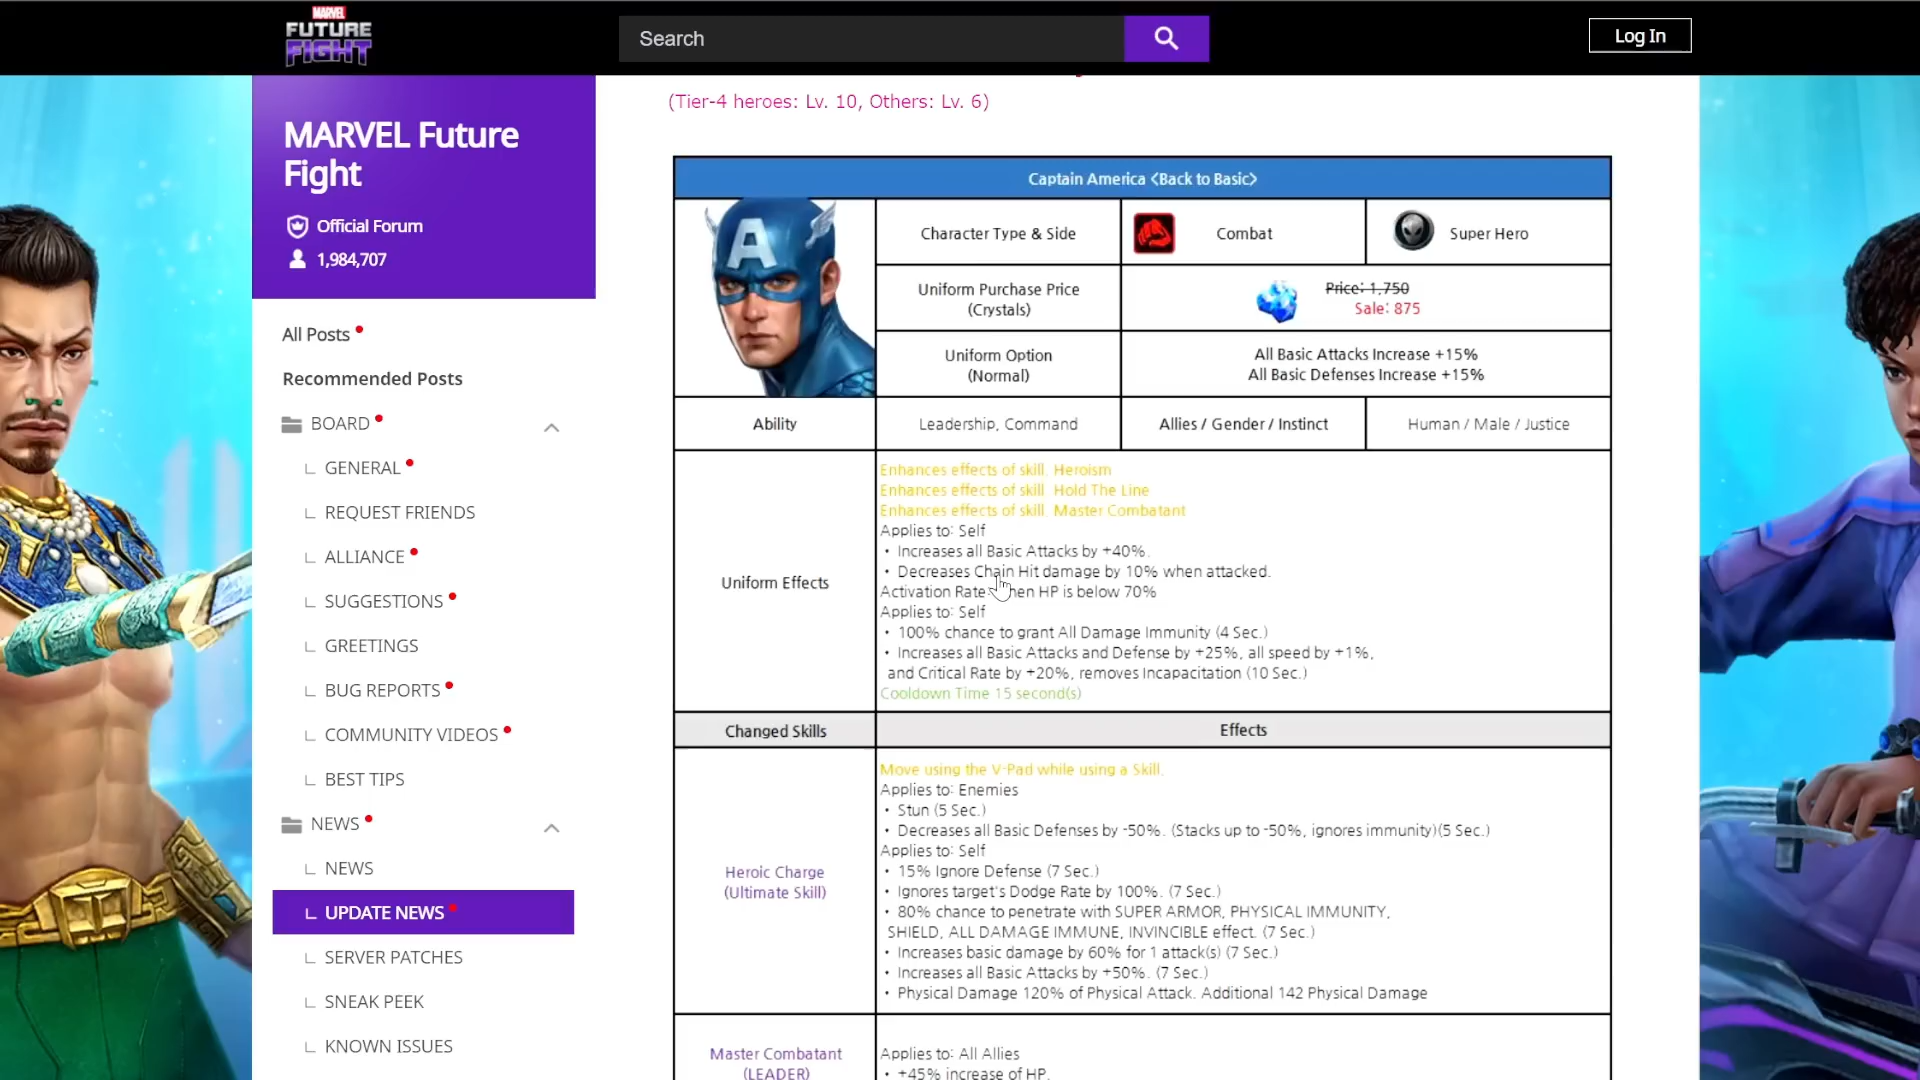 MARVEL
FUTURE
FIGHT
Search
Log In
MARVEL Future
Fight
Official Forum
1,984,707
All Posts
Recommended Posts
BOARD
GENERAL
REQUEST FRIENDS
ALLIANCE
SUGGESTIONS
GREETINGS
BUG REPORTS
COMMUNITY VIDEOS
BEST TIPS
NEWS
NEWS
UPDATE NEWS
SERVER PATCHES
SNEAK PEEK
KNOWN ISSUES
(Tier-4 heroes: Lv. 10, Others: Lv. 6)
Captain America <Back to Basic>
A
Character Type & Side
Combat
Super Hero
Uniform Purchase Price
(Crystals)
Price: 1,750
Sale: 875
Uniform Option
(Normal)
All Basic Attacks Increase +15%
All Basic Defenses Increase +15%
Ability
Leadership, Command
Allies / Gender / Instinct
Human / Male / Justice
Uniform Effects
Enhances effects of skill. Heroism
Enhances effects of skill. Hold The Line
Enhances effects of skill. Master Combatant
Applies to: Self
• Increases all Basic Attacks by +40%.
• Decreases Chain Hit damage by 10% when attacked.
Activation Rate: when HP is below 70%
Applies to: Self
• 100% chance to grant All Damage Immunity (4 Sec.)
• Increases all Basic Attacks and Defense by +25%, all speed by +1%,
and Critical Rate by +20%, removes Incapacitation (10 Sec.)
Cooldown Time 15 second(s)
Changed Skills
Effects
Heroic Charge
(Ultimate Skill)
Move using the V-Pad while using a Skill.
Applies to: Enemies
• Stun (5 Sec.)
• Decreases all Basic Defenses by -50%. (Stacks up to -50%, ignores immunity)(5 Sec.)
Applies to: Self
• 15% Ignore Defense (7 Sec.)
• Ignores target's Dodge Rate by 100%. (7 Sec.)
• 80% chance to penetrate with SUPER ARMOR, PHYSICAL IMMUNITY,
SHIELD, ALL DAMAGE IMMUNE, INVINCIBLE effect. (7 Sec.)
• Increases basic damage by 60% for 1 attack(s) (7 Sec.)
• Increases all Basic Attacks by +50%. (7 Sec.)
• Physical Damage 120% of Physical Attack. Additional 142 Physical Damage
Master Combatant
(LEADER)
Applies to: All Allies
• +45% increase of HP.